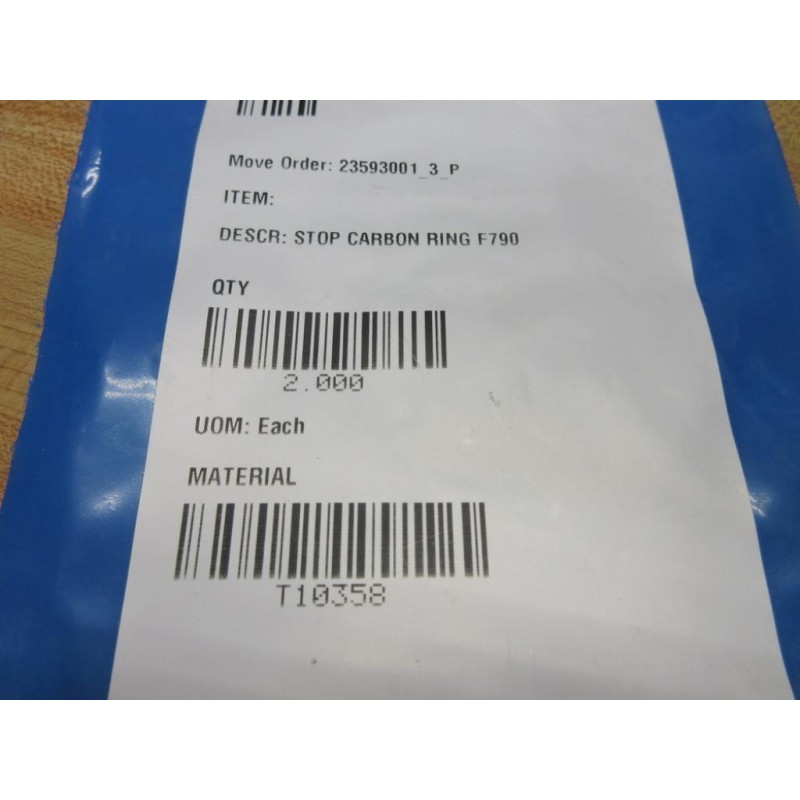 Move Order: 23593001_3_P
ITEM:
DESCR: STOP CARBON RING F790
QTY
2.000
UOM: Each
MATERIAL
T10358